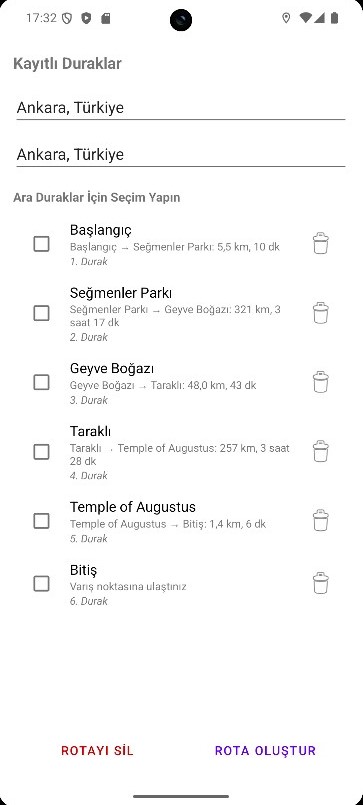 17:32
Kayıtlı Duraklar
Ankara, Türkiye
Ankara, Türkiye
Ara Duraklar İçin Seçim Yapın
Başlangıç
Başlangıç → Seğmenler Parkı: 5,5 km, 10 dk
1. Durak
Seğmenler Parkı
Seğmenler Parkı → Geyve Boğazı: 321 km, 3
saat 17 dk
2. Durak
Geyve Boğazı
Geyve Boğazı → Taraklı: 48,0 km, 43 dk
3. Durak
Taraklı
Taraklı → Temple of Augustus: 257 km, 3 saat
28 dk
4. Durak
Temple of Augustus
Temple of Augustus → Bitiş: 1,4 km, 6 dk
5. Durak
Bitiş
Varış noktasına ulaştınız
6. Durak
ROTAYI SİL
ROTA OLUŞTUR